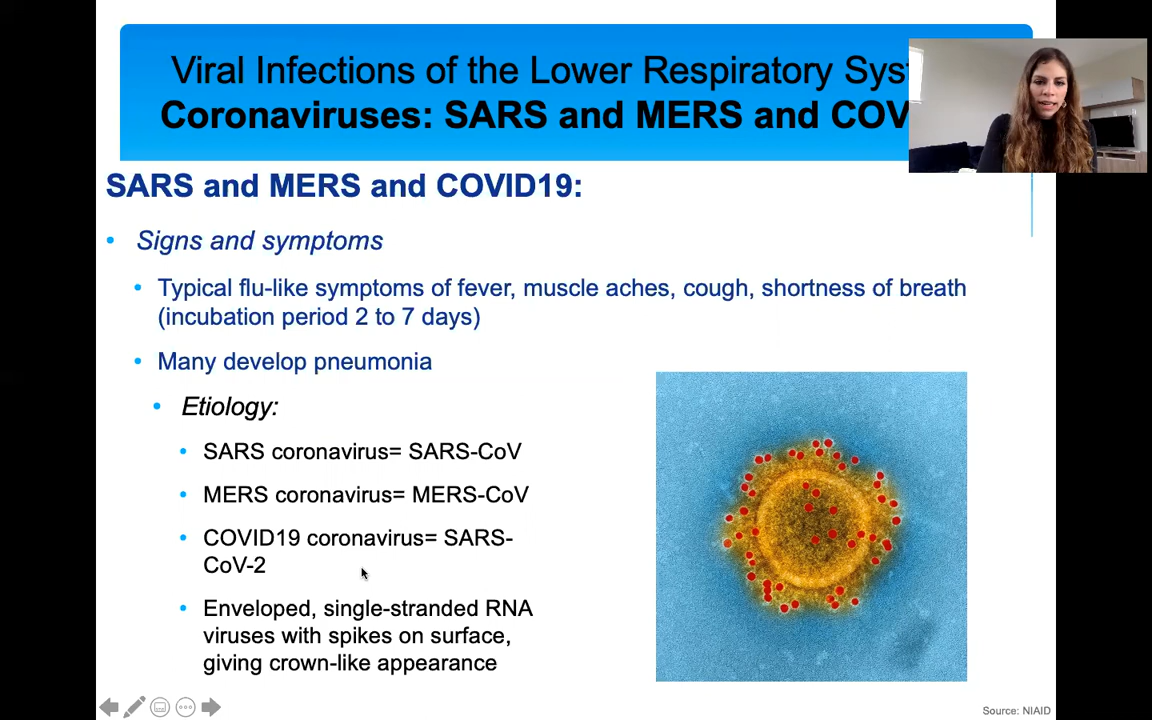 Viral Infections of the Lower Respiratory Sys
Coronaviruses: SARS and MERS and COV
SARS and MERS and COVID19:
• Signs and symptoms
• Typical flu-like symptoms of fever, muscle aches, cough, shortness of breath
(incubation period 2 to 7 days)
• Many develop pneumonia
• Etiology:
• SARS coronavirus= SARS-CoV
• MERS coronavirus= MERS-CoV
• COVID19 coronavirus= SARS-
CoV-2
• Enveloped, single-stranded RNA
viruses with spikes on surface,
giving crown-like appearance
Source: NIAID